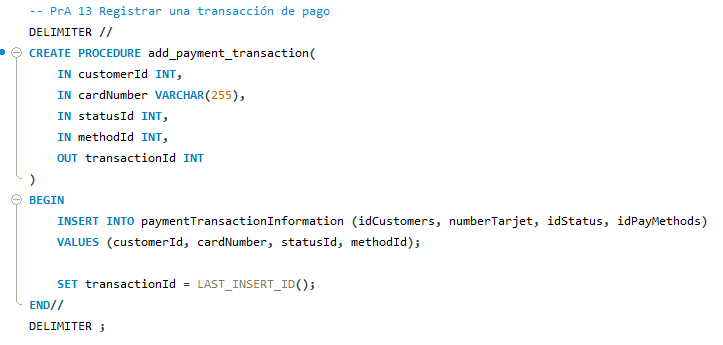 -- PrA 13 Registrar una transacción de pago
DELIMITER //
CREATE PROCEDURE add_payment_transaction(
    IN customerId INT,
    IN cardNumber VARCHAR(255),
    IN statusId INT,
    IN methodId INT,
    OUT transactionId INT
)
BEGIN
    INSERT INTO paymentTransactionInformation (idCustomers, numberTarjet, idStatus, idPayMethods)
    VALUES (customerId, cardNumber, statusId, methodId);

    SET transactionId = LAST_INSERT_ID();
END//
DELIMITER ;